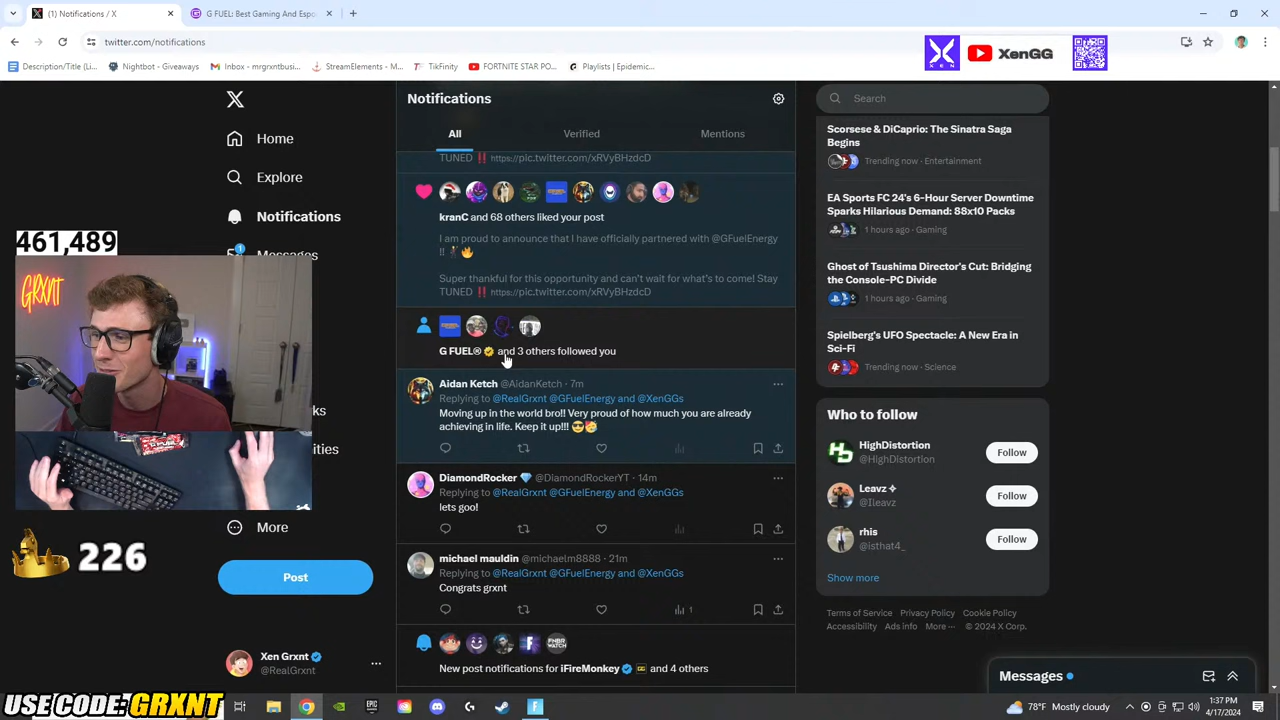 (1) Notifications / X
G FUEL: Best Gaming And Espo
twitter.com/notifications
Description/Title (Li...
Nightbot - Giveaways
Inbox - mrgrumbus...
StreamElements - M...
TikFinity
FORTNITE STAR PO...
Playlists | Epidemic...
XEN
XenGG
Home
Explore
Notifications
1
Messages
More
Post
Xen Grxnt
@RealGrxnt
461,489
GRXNT
226
USE CODE: GRXNT
Notifications
All
Verified
Mentions
TUNED ‼️ https://pic.twitter.com/xRVyBHzdcD
kranC and 68 others liked your post
I am proud to announce that I have officially partnered with @GFuelEnergy
!! 🕺🔥
Super thankful for this opportunity and can't wait for what's to come! Stay
TUNED ‼️ https://pic.twitter.com/xRVyBHzdcD
G FUEL® and 3 others followed you
Aidan Ketch @AidanKetch · 7m
Replying to @RealGrxnt @GFuelEnergy and @XenGGs
Moving up in the world bro!! Very proud of how much you are already
achieving in life. Keep it up!!! 😎🥳
DiamondRocker 💎 @DiamondRockerYT · 14m
Replying to @RealGrxnt @GFuelEnergy and @XenGGs
lets goo!
michael mauldin @michaelm8888 · 21m
Replying to @RealGrxnt @GFuelEnergy and @XenGGs
Congrats grxnt
1
New post notifications for iFireMonkey and 4 others
Search
Scorsese & DiCaprio: The Sinatra Saga
Begins
Trending now · Entertainment
EA Sports FC 24's 6-Hour Server Downtime
Sparks Hilarious Demand: 88x10 Packs
1 hours ago · Gaming
Ghost of Tsushima Director's Cut: Bridging
the Console-PC Divide
1 hours ago · Gaming
Spielberg's UFO Spectacle: A New Era in
Sci-Fi
Trending now · Science
Who to follow
HighDistortion
@HighDistortion
Follow
Leavz ✧
@Ileavz
Follow
rhis
@isthat4_
Follow
Show more
Terms of Service Privacy Policy Cookie Policy
Accessibility Ads info More ··· © 2024 X Corp.
Messages
78°F Mostly cloudy
1:37 PM
4/17/2024